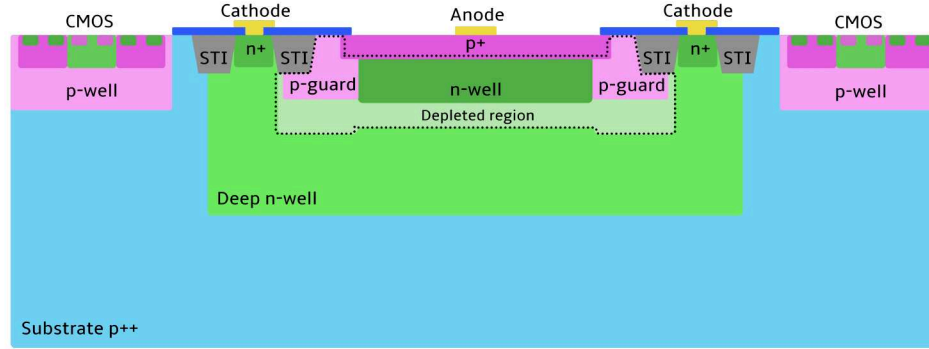 CMOS
Cathode
Anode
Cathode
CMOS
STI
n+
STI
p+
STI
n+
STI
p-well
p-guard
n-well
p-guard
p-well
Depleted region
Deep n-well
Substrate p++